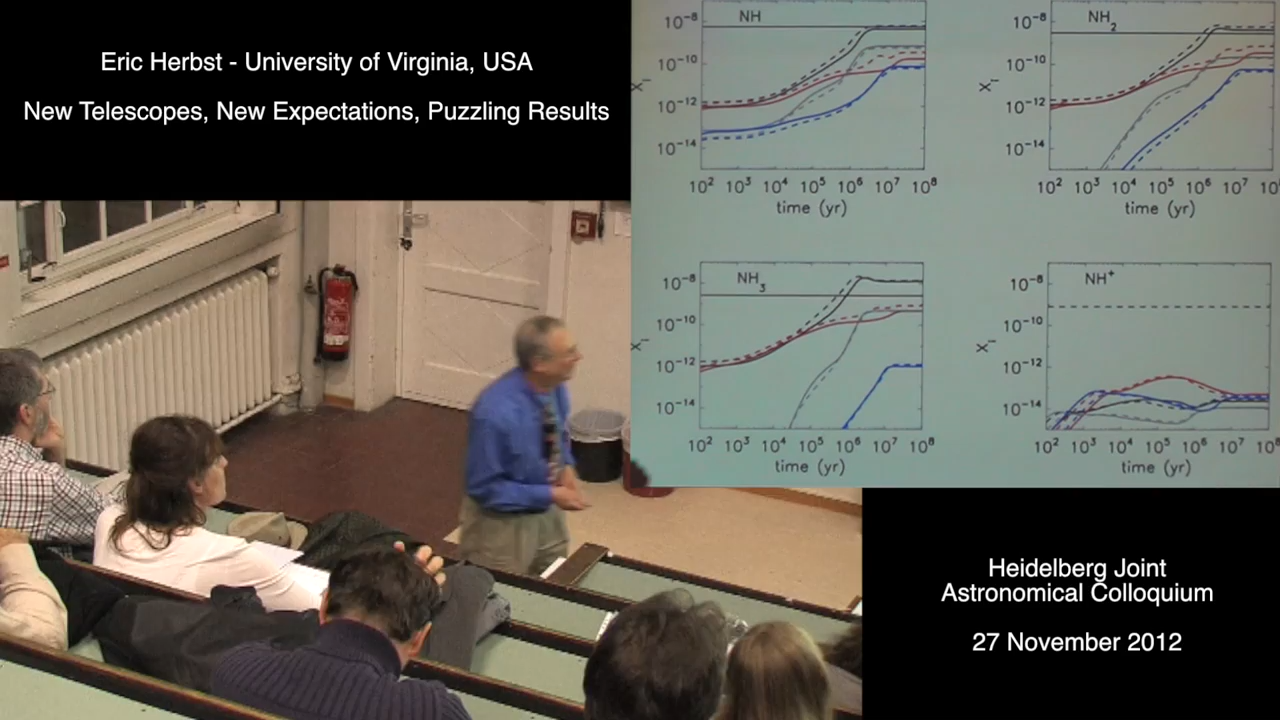 Eric Herbst - University of Virginia, USA
New Telescopes, New Expectations, Puzzling Results
NH
10⁻⁸
10⁻¹⁰
10⁻¹²
10⁻¹⁴
Xᵢ
10² 10³ 10⁴ 10⁵ 10⁶ 10⁷ 10⁸
time (yr)
NH₂
10⁻⁸
10⁻¹⁰
10⁻¹²
10⁻¹⁴
Xᵢ
10² 10³ 10⁴ 10⁵ 10⁶ 10⁷ 10⁸
time (yr)
NH₃
10⁻⁸
10⁻¹⁰
10⁻¹²
10⁻¹⁴
Xᵢ
10² 10³ 10⁴ 10⁵ 10⁶ 10⁷ 10⁸
time (yr)
NH⁺
10⁻⁸
10⁻¹⁰
10⁻¹²
10⁻¹⁴
Xᵢ
10² 10³ 10⁴ 10⁵ 10⁶ 10⁷ 10⁸
time (yr)
Heidelberg Joint
Astronomical Colloquium
27 November 2012